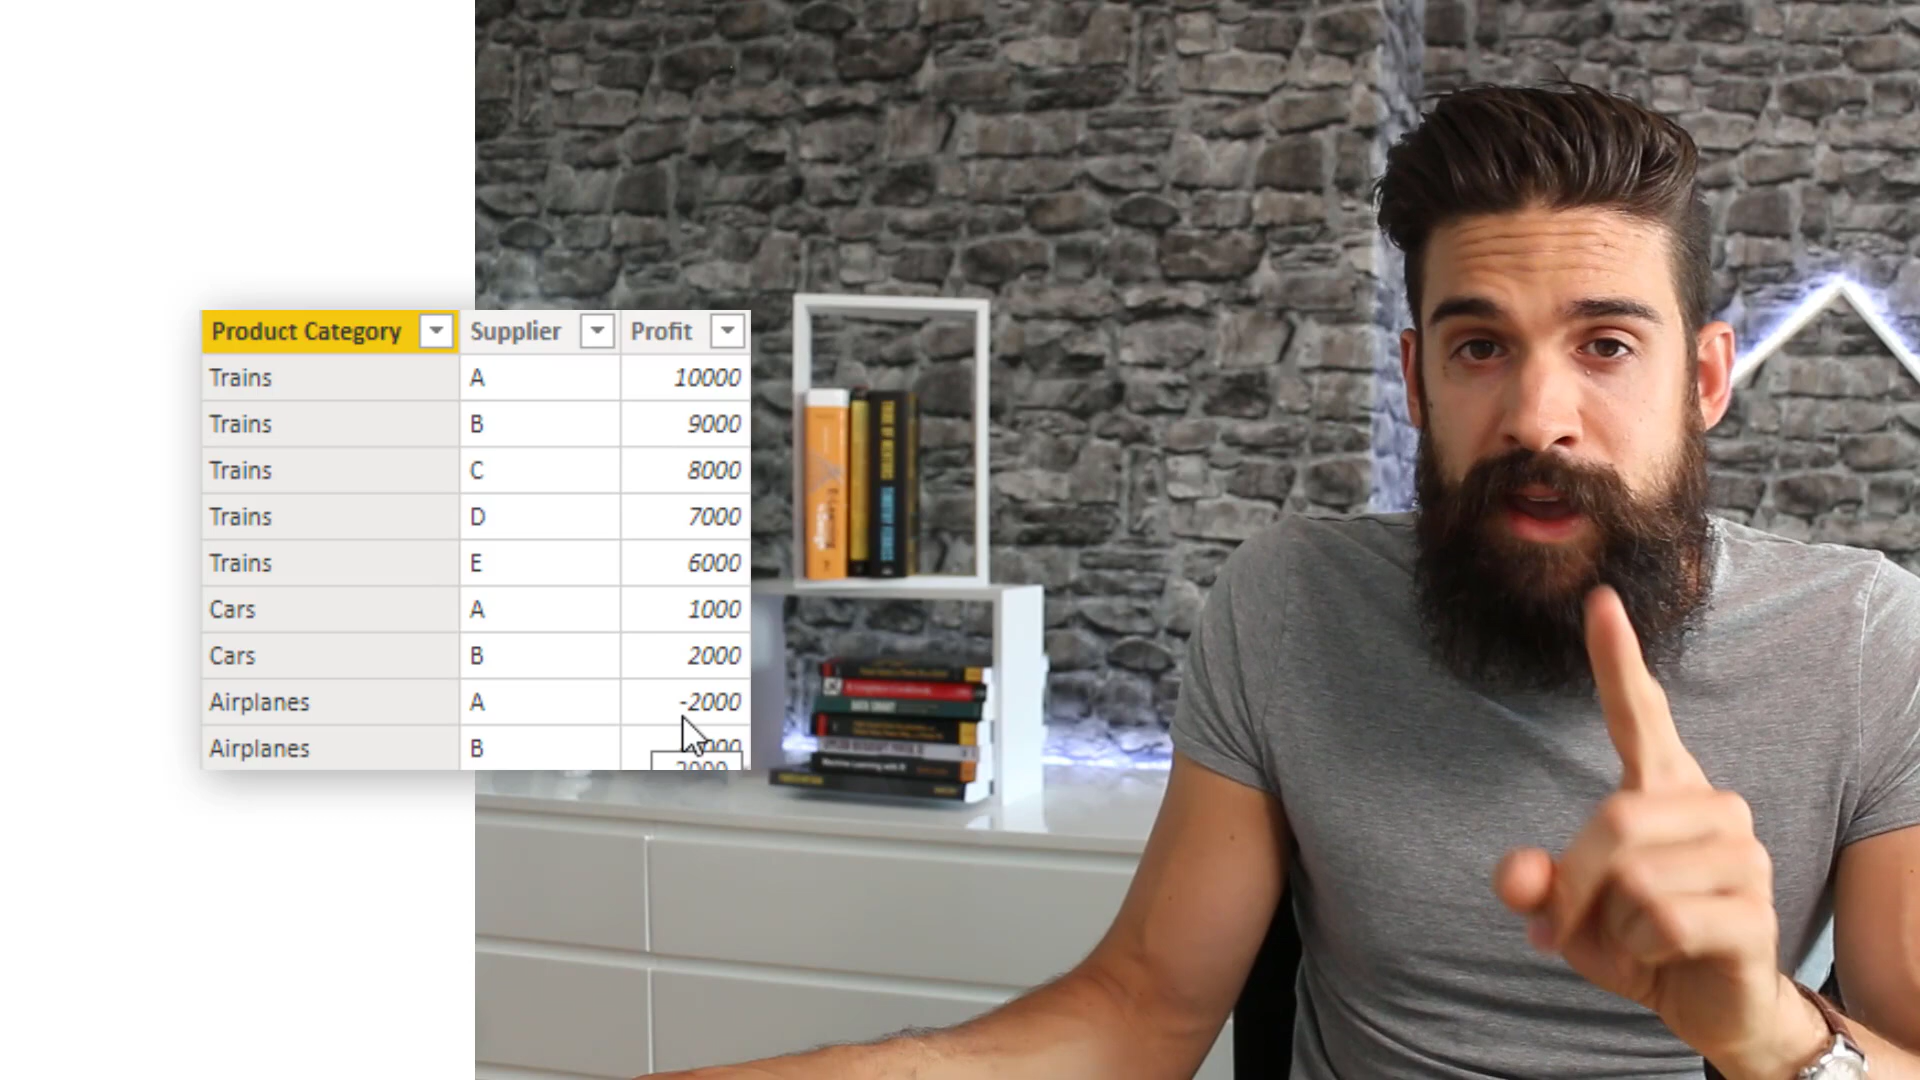 Product Category Supplier Profit
Trains A 10000
Trains B 9000
Trains C 8000
Trains D 7000
Trains E 6000
Cars A 1000
Cars B 2000
Airplanes A -2000
Airplanes B